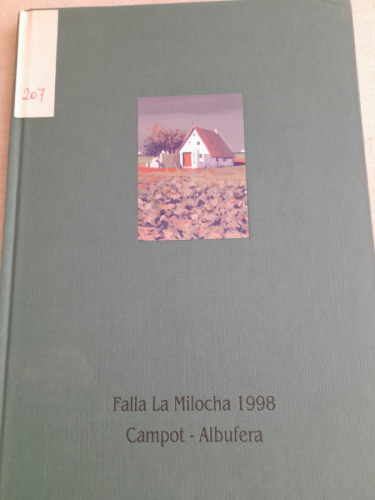 207
Falla La Milocha 1998
Campot - Albufera